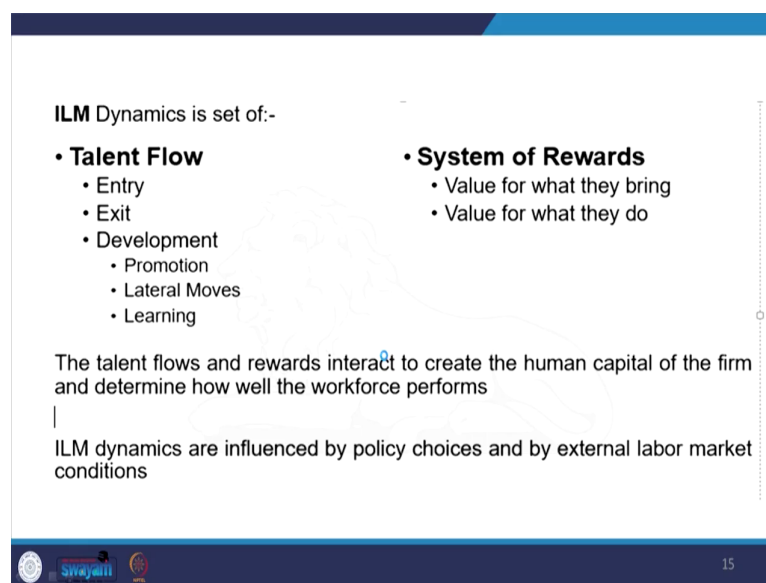 ILM Dynamics is set of:-
• Talent Flow
• Entry
• Exit
• Development
• Promotion
• Lateral Moves
• Learning
• System of Rewards
• Value for what they bring
• Value for what they do
The talent flows and rewards interact to create the human capital of the firm
and determine how well the workforce performs
ILM dynamics are influenced by policy choices and by external labor market
conditions
swayam
15